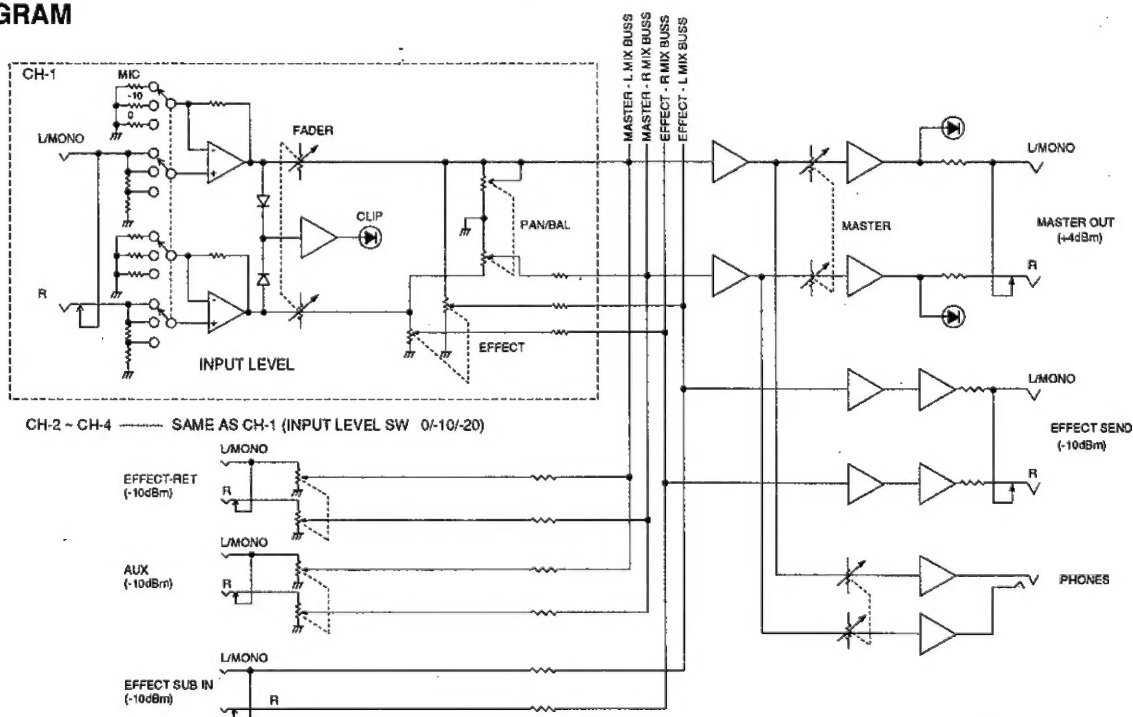 GRAM
MASTER - L MIX BUSS
MASTER - R MIX BUSS
EFFECT - R MIX BUSS
EFFECT - L MIX BUSS
CH-1
MIC
-10
0
L/MONO
FADER
CLIP
PAN/BAL
R
INPUT LEVEL
EFFECT
L/MONO
MASTER
MASTER OUT
(+4dBm)
R
CH-2 ~ CH-4 —— SAME AS CH-1 (INPUT LEVEL SW 0/-10/-20)
L/MONO
EFFECT SEND
(-10dBm)
R
L/MONO
EFFECT-RET
(-10dBm)
R
L/MONO
AUX
(-10dBm)
R
PHONES
L/MONO
EFFECT SUB IN
(-10dBm)
R